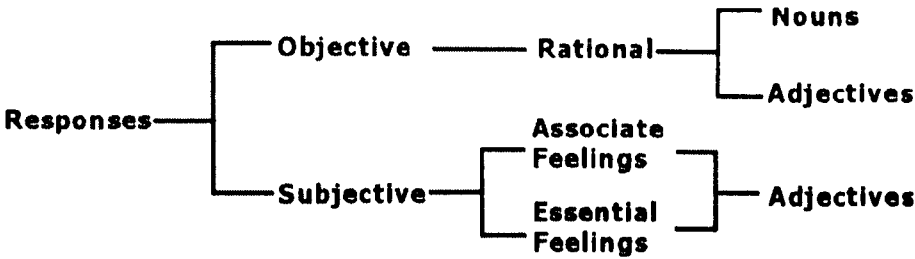 Nouns
Objective
Rational
Adjectives
Responses
Associate
Feelings
Subjective
Adjectives
Essential
Feelings